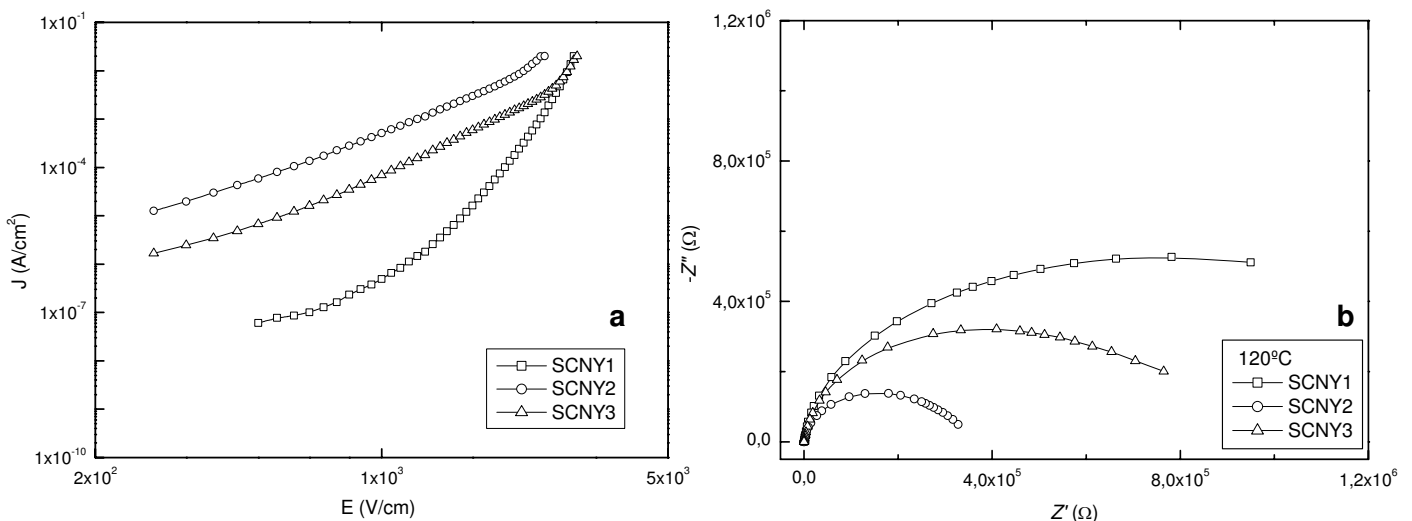 1x10⁻¹
1x10⁻⁴
1x10⁻⁷
1x10⁻¹⁰
J (A/cm²)
2x10²
1x10³
5x10³
E (V/cm)
a
SCNY1
SCNY2
SCNY3
1,2x10⁶
8,0x10⁵
4,0x10⁵
0,0
-Z″ (Ω)
0,0
4,0x10⁵
8,0x10⁵
1,2x10⁶
Z′ (Ω)
b
120ºC
SCNY1
SCNY2
SCNY3